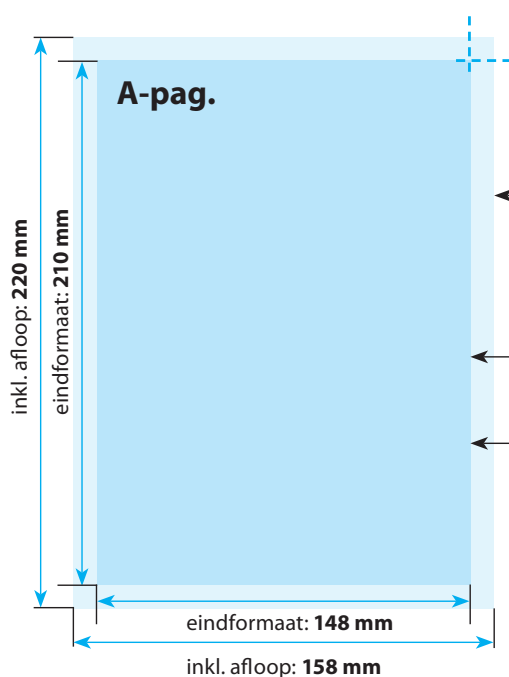 A-pag.
inkl. afloop: 220 mm
eindformaat: 210 mm
eindformaat: 148 mm
inkl. afloop: 158 mm